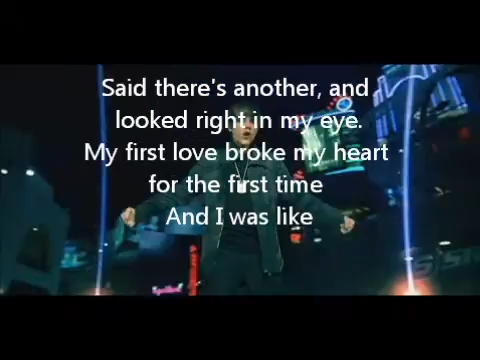 Said there's another, and
looked right in my eye.
My first love broke my heart
for the first time
And I was like